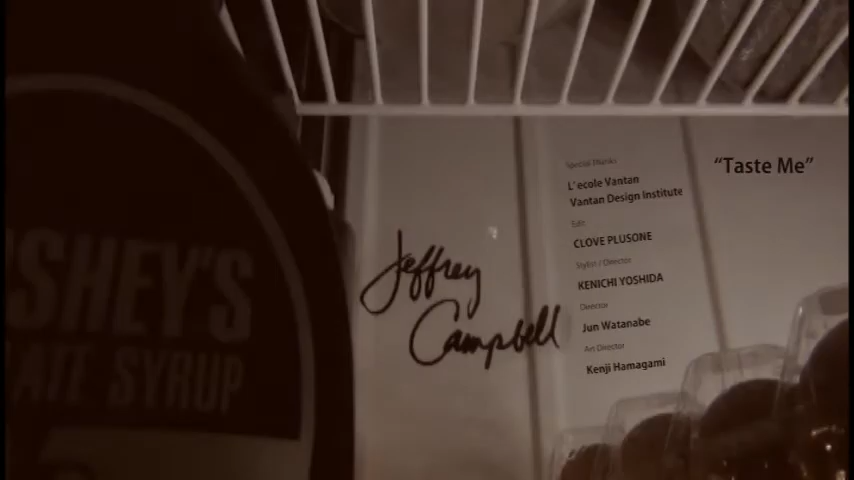 SHEY'S
ATE SYRUP
Jeffrey
Campbell
Special Thanks
L'ecole Vantan
Vantan Design Institute
Edit
CLOVE PLUSONE
Stylist / Director
KENICHI YOSHIDA
Director
Jun Watanabe
Art Director
Kenji Hamagami
“Taste Me”